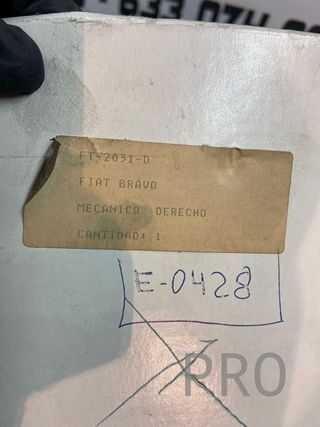 FT-2031-D
FIAT BRAVO
MECANICO DERECHO
CANTIDAD: 1
E-0428
PRO